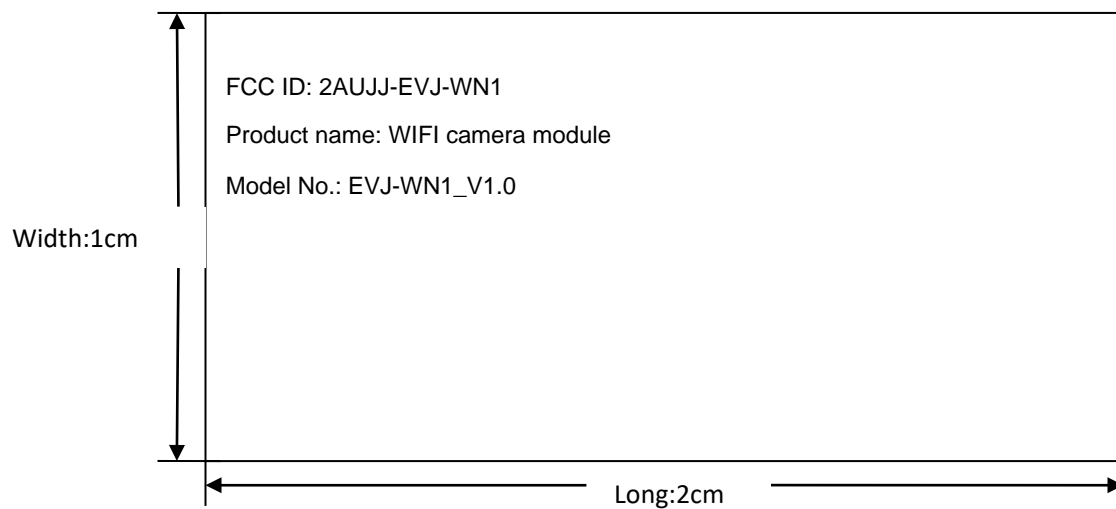 FCC ID: 2AUJJ-EVJ-WN1
Product name: WIFI camera module
Model No.: EVJ-WN1_V1.0
Width:1cm
Long:2cm